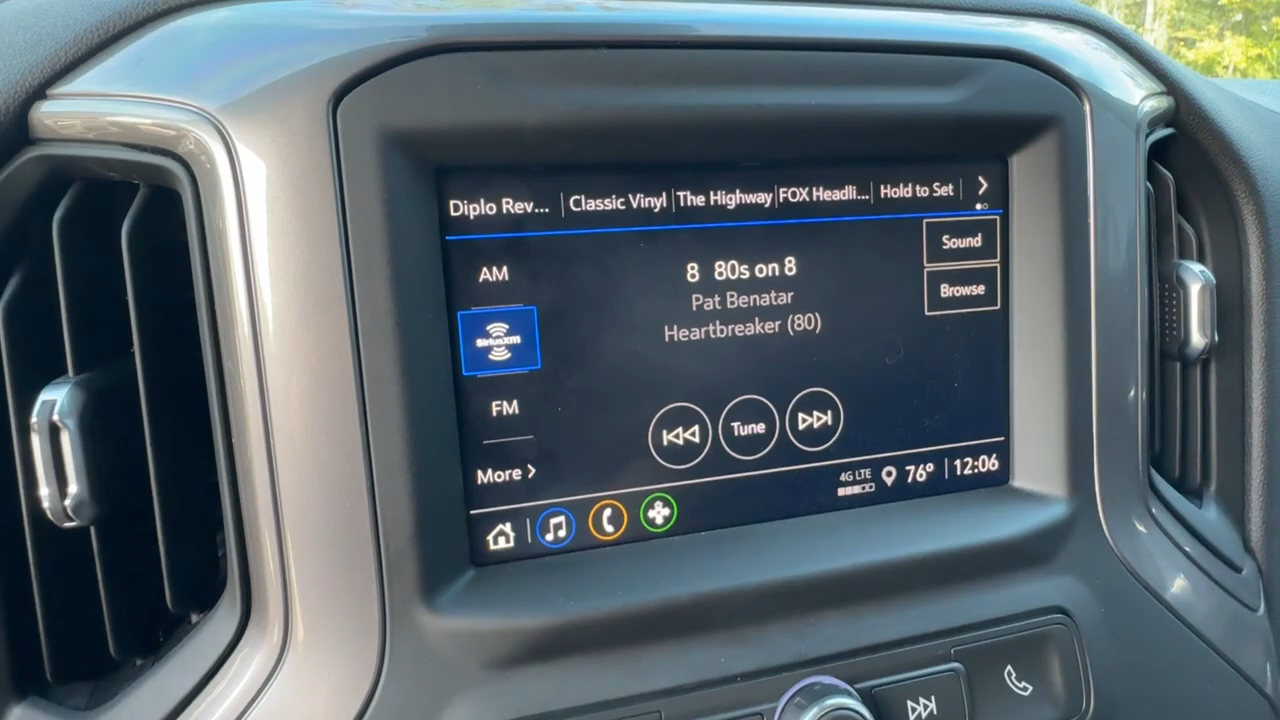 Diplo Rev... Classic Vinyl The Highway FOX Headli... Hold to Set
AM
SiriusXM
FM
More
8 80s on 8
Pat Benatar
Heartbreaker (80)
Sound
Browse
Tune
4G LTE 76° 12:06